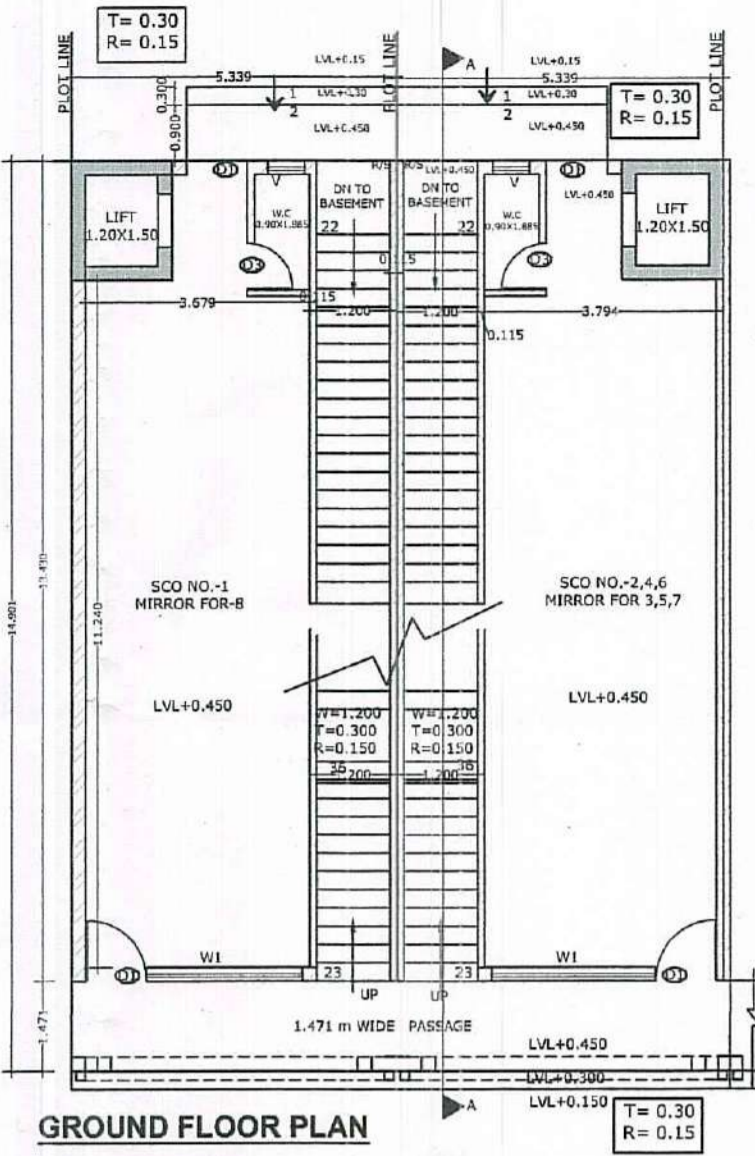 T= 0.30
R= 0.15
PLOT LINE
PLOT LINE
PLOT LINE
LVL+0.15
A
LVL+0.15
5.339
5.339
T= 0.30
R= 0.15
0.300
1
LVL+0.30
1
LVL+0.30
2
2
0.900
LVL+0.450
LVL+0.450
R/S
R/S
LVL+0.450
V
V
DN TO
BASEMENT
DN TO
BASEMENT
LVL+0.450
LIFT
1.20X1.50
W.C
0.90X1.885
W.C
0.90X1.885
LIFT
1.20X1.50
22
22
0.115
D3
D3
3.679
0.115
1.200
1.200
3.794
0.115
SCO NO.-1
MIRROR FOR-8
SCO NO.-2,4,6
MIRROR FOR 3,5,7
14.901
13.430
11.240
LVL+0.450
LVL+0.450
W=1.200
T=0.300
R=0.150
W=1.200
T=0.300
R=0.150
36
36
1.200
1.200
W1
W1
23
23
UP
UP
1.471
1.471 m WIDE PASSAGE
LVL+0.450
LVL+0.300
LVL+0.150
A
T= 0.30
R= 0.15
GROUND FLOOR PLAN